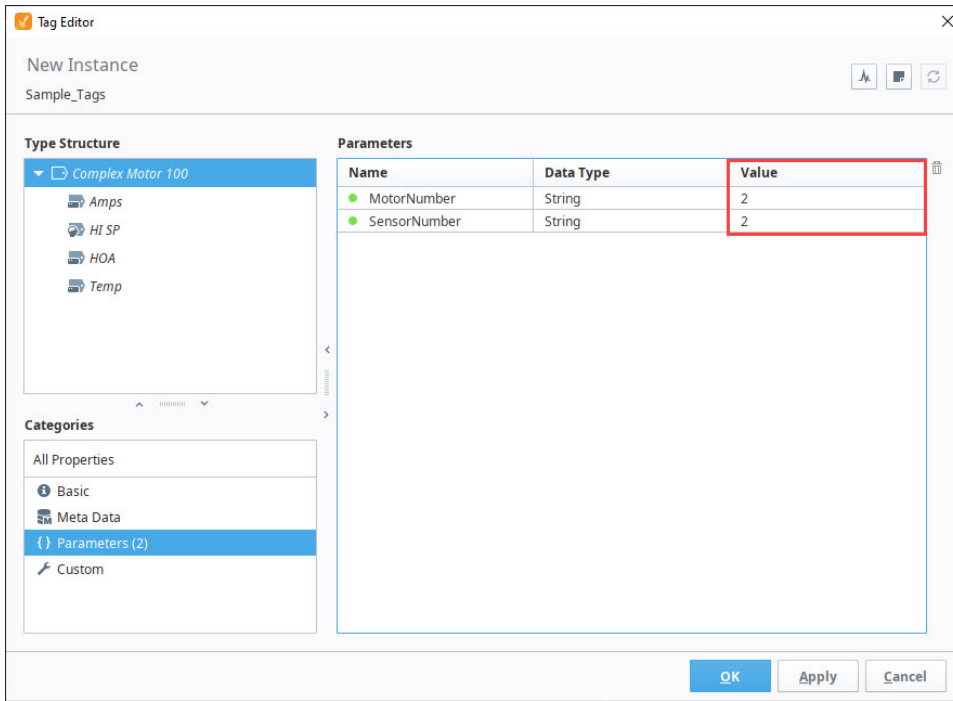 Tag Editor
New Instance
Sample_Tags
Type Structure
Complex Motor 100
Amps
HI SP
HOA
Temp
Categories
All Properties
Basic
Meta Data
{ } Parameters (2)
Custom
Parameters
Name Data Type Value
MotorNumber String 2
SensorNumber String 2
OK Apply Cancel